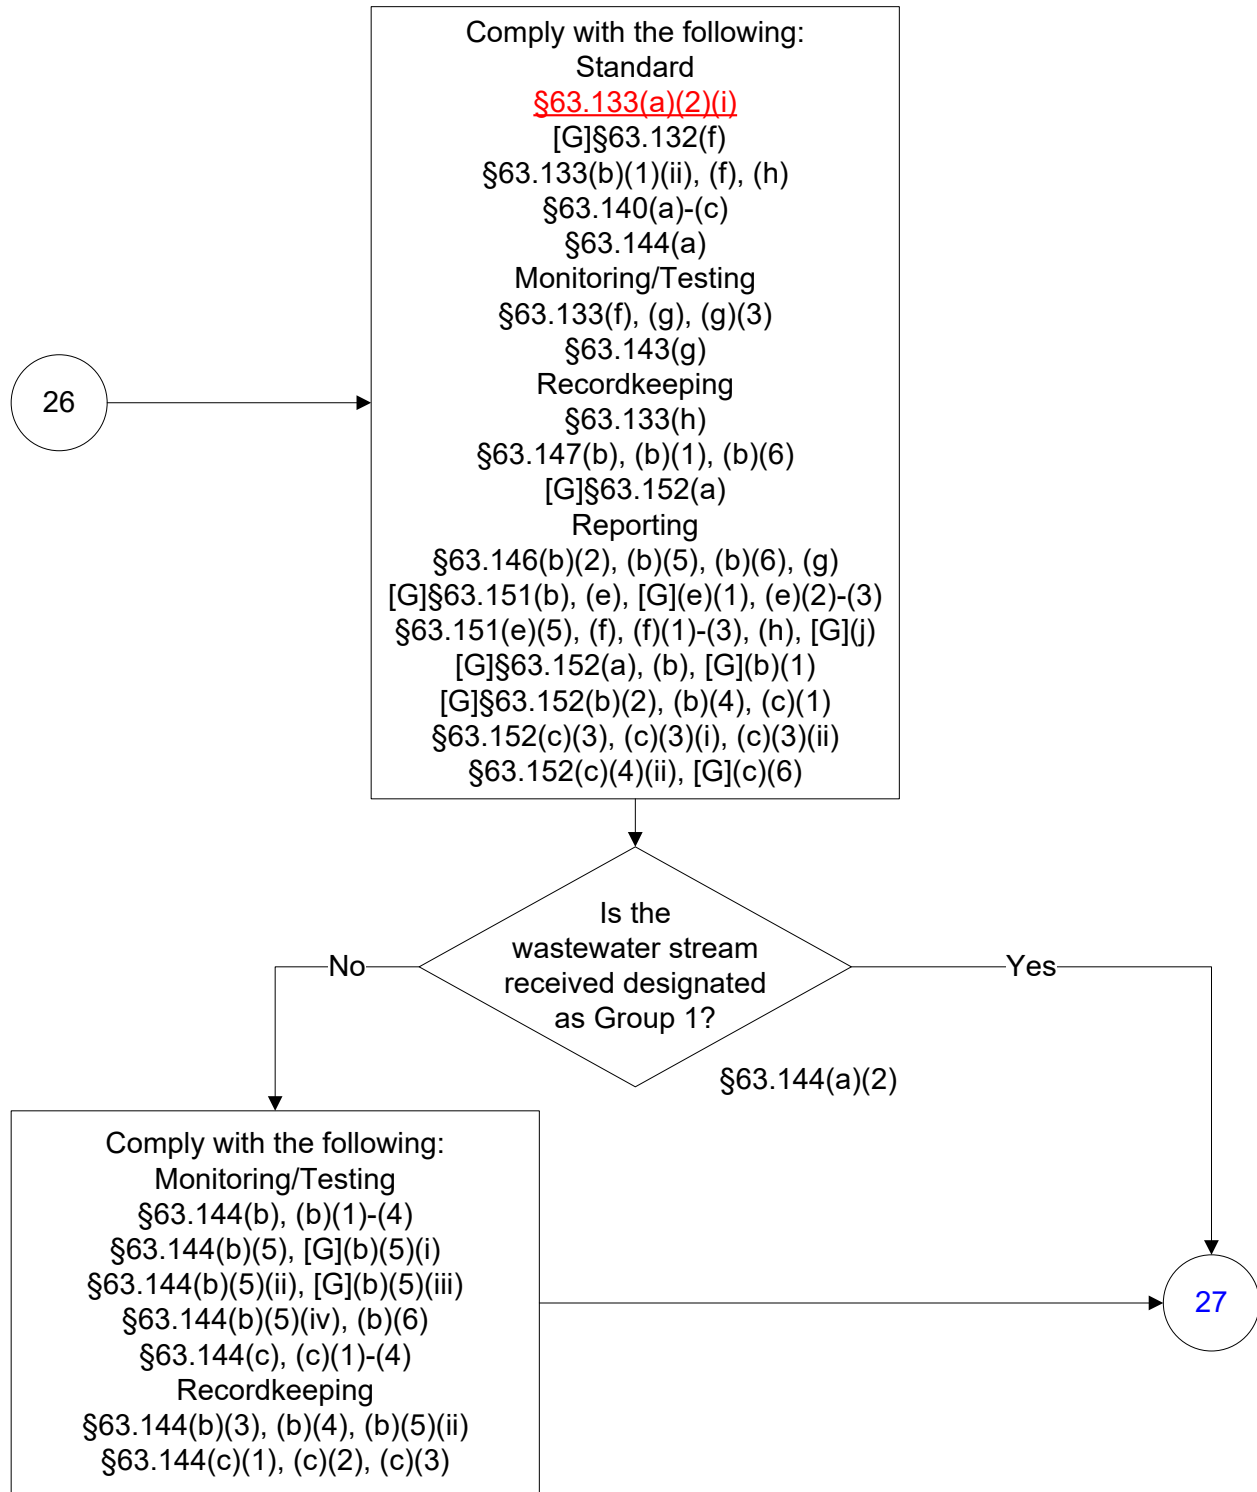 Comply with the following:
Standard
§63.133(a)(2)(i)
[G]§63.132(f)
§63.133(b)(1)(ii), (f), (h)
§63.140(a)-(c)
§63.144(a)
Monitoring/Testing
§63.133(f), (g), (g)(3)
§63.143(g)
Recordkeeping
§63.133(h)
§63.147(b), (b)(1), (b)(6)
[G]§63.152(a)
Reporting
§63.146(b)(2), (b)(5), (b)(6), (g)
[G]§63.151(b), (e), [G](e)(1), (e)(2)-(3)
§63.151(e)(5), (f), (f)(1)-(3), (h), [G](j)
[G]§63.152(a), (b), [G](b)(1)
[G]§63.152(b)(2), (b)(4), (c)(1)
§63.152(c)(3), (c)(3)(i), (c)(3)(ii)
§63.152(c)(4)(ii), [G](c)(6)
26
Is the
wastewater stream
received designated
as Group 1?
No
Yes
§63.144(a)(2)
Comply with the following:
Monitoring/Testing
§63.144(b), (b)(1)-(4)
§63.144(b)(5), [G](b)(5)(i)
§63.144(b)(5)(ii), [G](b)(5)(iii)
§63.144(b)(5)(iv), (b)(6)
§63.144(c), (c)(1)-(4)
Recordkeeping
§63.144(b)(3), (b)(4), (b)(5)(ii)
§63.144(c)(1), (c)(2), (c)(3)
27